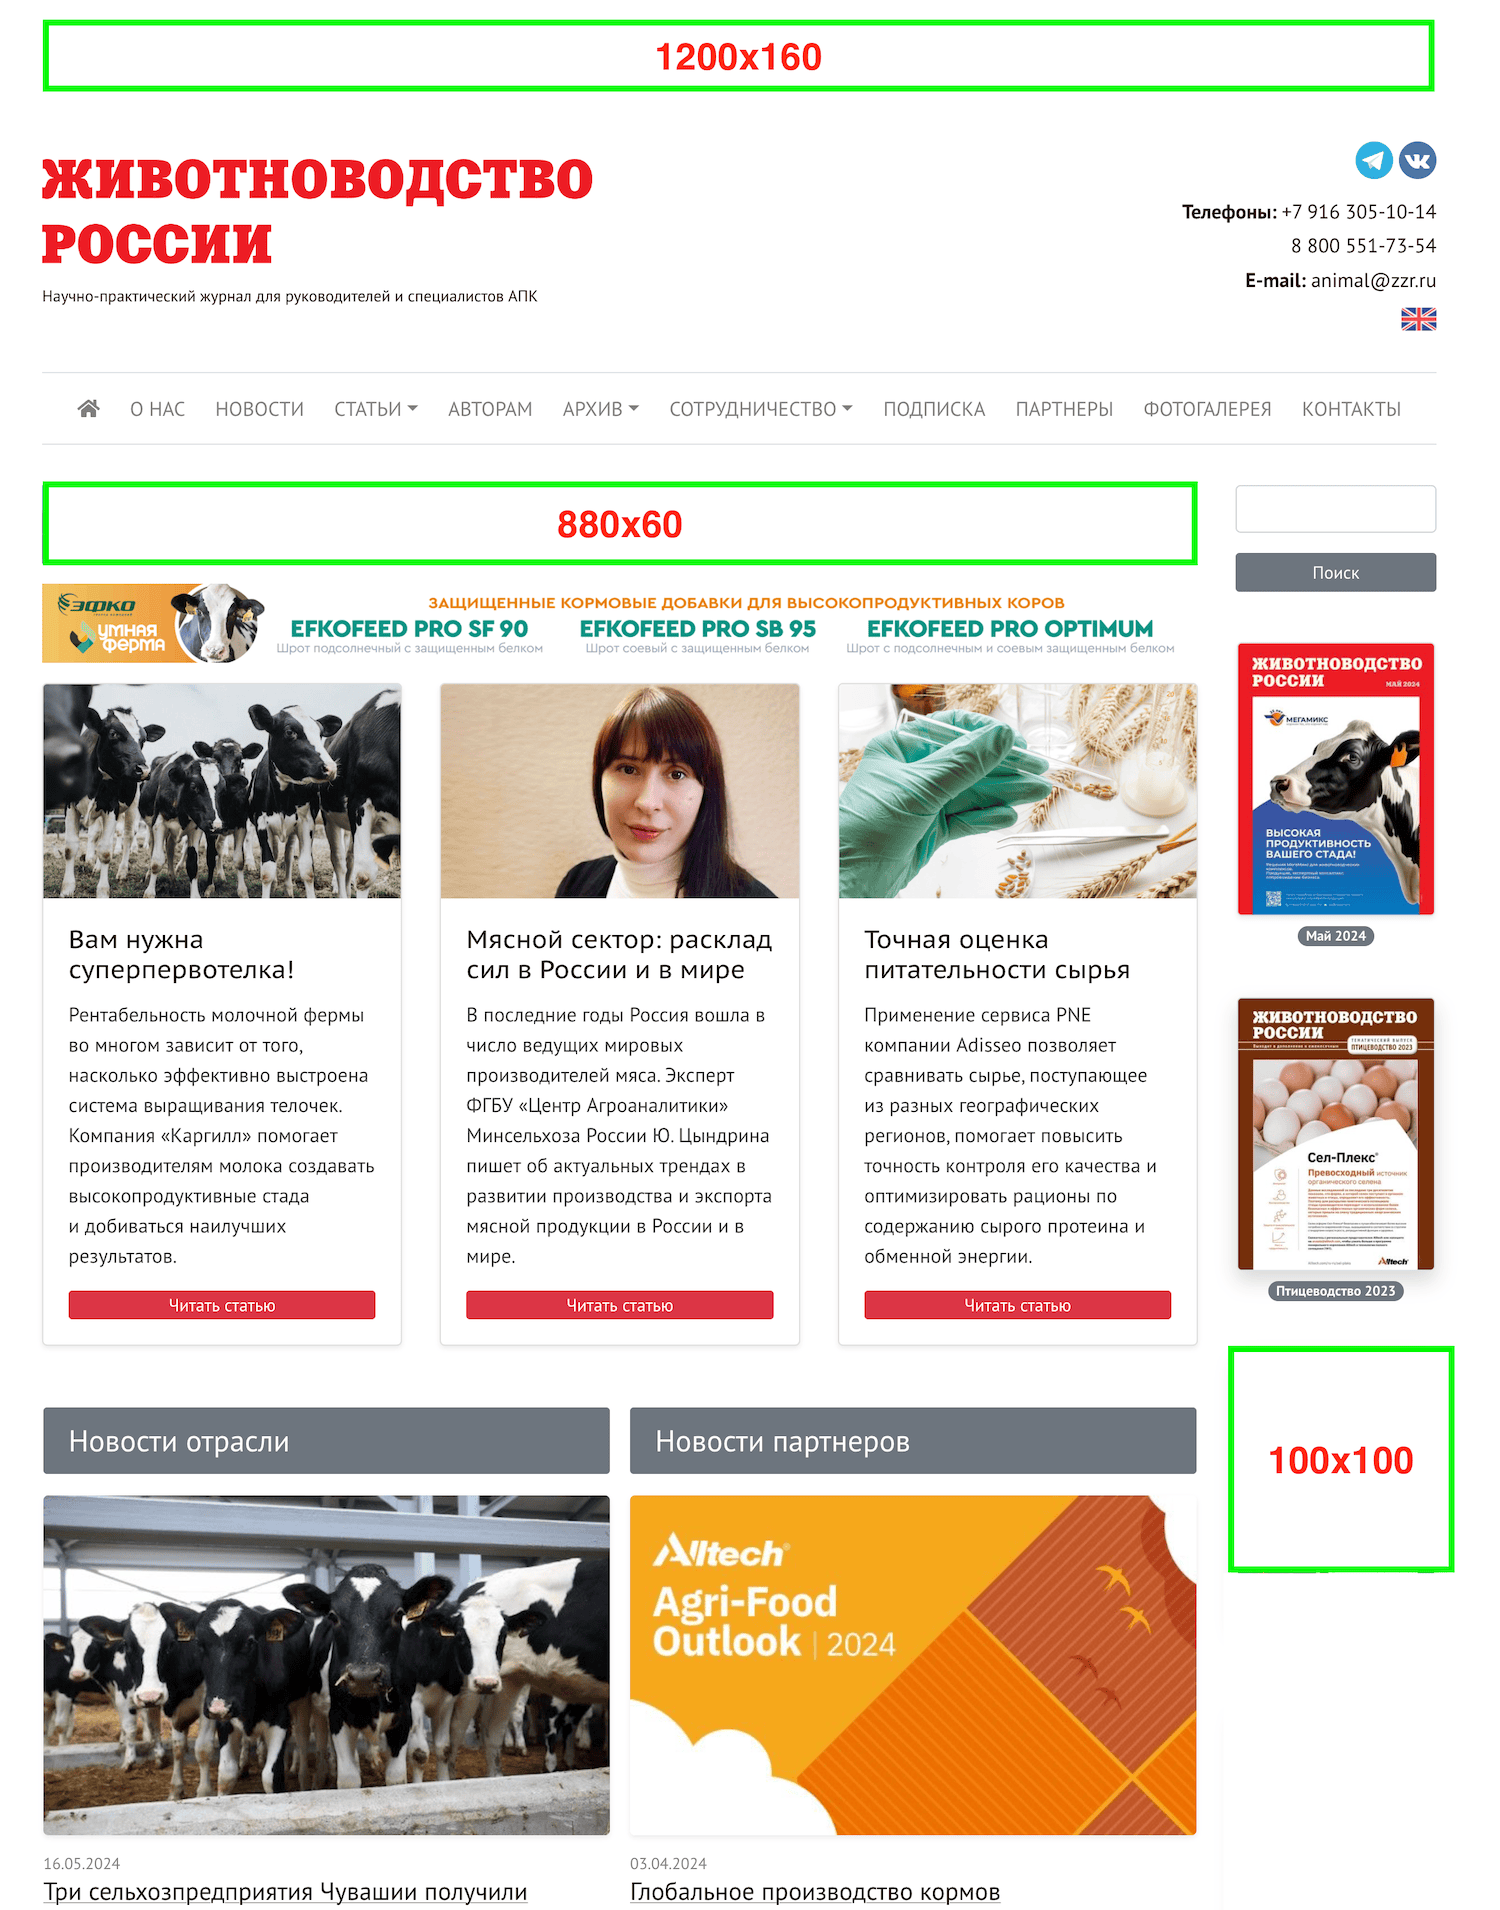 1200x160
ЖИВОТНОВОДСТВО
РОССИИ
Научно-практический журнал для руководителей и специалистов АПК
Телефоны: +7 916 305-10-14
8 800 551-73-54
E-mail: animal@zzr.ru
О НАС НОВОСТИ СТАТЬИ АВТОРАМ АРХИВ СОТРУДНИЧЕСТВО ПОДПИСКА ПАРТНЕРЫ ФОТОГАЛЕРЕЯ КОНТАКТЫ
880x60
Поиск
ЭФКО
УМНАЯ
ферма
ЗАЩИЩЕННЫЕ КОРМОВЫЕ ДОБАВКИ ДЛЯ ВЫСОКОПРОДУКТИВНЫХ КОРОВ
EFKOFEED PRO SF 90
Шрот подсолнечный с защищенным белком
EFKOFEED PRO SB 95
Шрот соевый с защищенным белком
EFKOFEED PRO OPTIMUM
Шрот с подсолнечным и соевым защищенным белком
Вам нужна
суперпервотелка!
Рентабельность молочной фермы
во многом зависит от того,
насколько эффективно выстроена
система выращивания телочек.
Компания «Каргилл» помогает
производителям молока создавать
высокопродуктивные стада
и добиваться наилучших
результатов.
Читать статью
Мясной сектор: расклад
сил в России и в мире
В последние годы Россия вошла в
число ведущих мировых
производителей мяса. Эксперт
ФГБУ «Центр Агроаналитики»
Минсельхоза России Ю. Цындрина
пишет об актуальных трендах в
развитии производства и экспорта
мясной продукции в России и в
мире.
Читать статью
Точная оценка
питательности сырья
Применение сервиса PNE
компании Adisseo позволяет
сравнивать сырье, поступающее
из разных географических
регионов, помогает повысить
точность контроля его качества и
оптимизировать рационы по
содержанию сырого протеина и
обменной энергии.
Читать статью
ЖИВОТНОВОДСТВО
РОССИИ
МАЙ 2024
МЕГАМИКС
ВЫСОКАЯ
ПРОДУКТИВНОСТЬ
ВАШЕГО СТАДА!
Май 2024
ЖИВОТНОВОДСТВО
РОССИИ
ТЕМАТИЧЕСКИЙ ВЫПУСК
ПТИЦЕВОДСТВО 2023
Сел-Плекс®
Превосходный источник
органического селена
Alltech
Птицеводство 2023
100x100
Новости отрасли
16.05.2024
Три сельхозпредприятия Чувашии получили
Новости партнеров
Alltech®
Agri-Food
Outlook | 2024
03.04.2024
Глобальное производство кормов